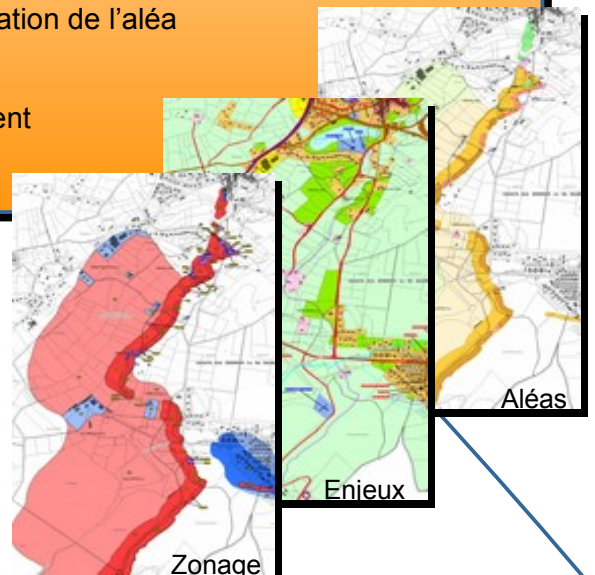 ation de l’aléa
ent
Aléas
Enjeux
Zonage